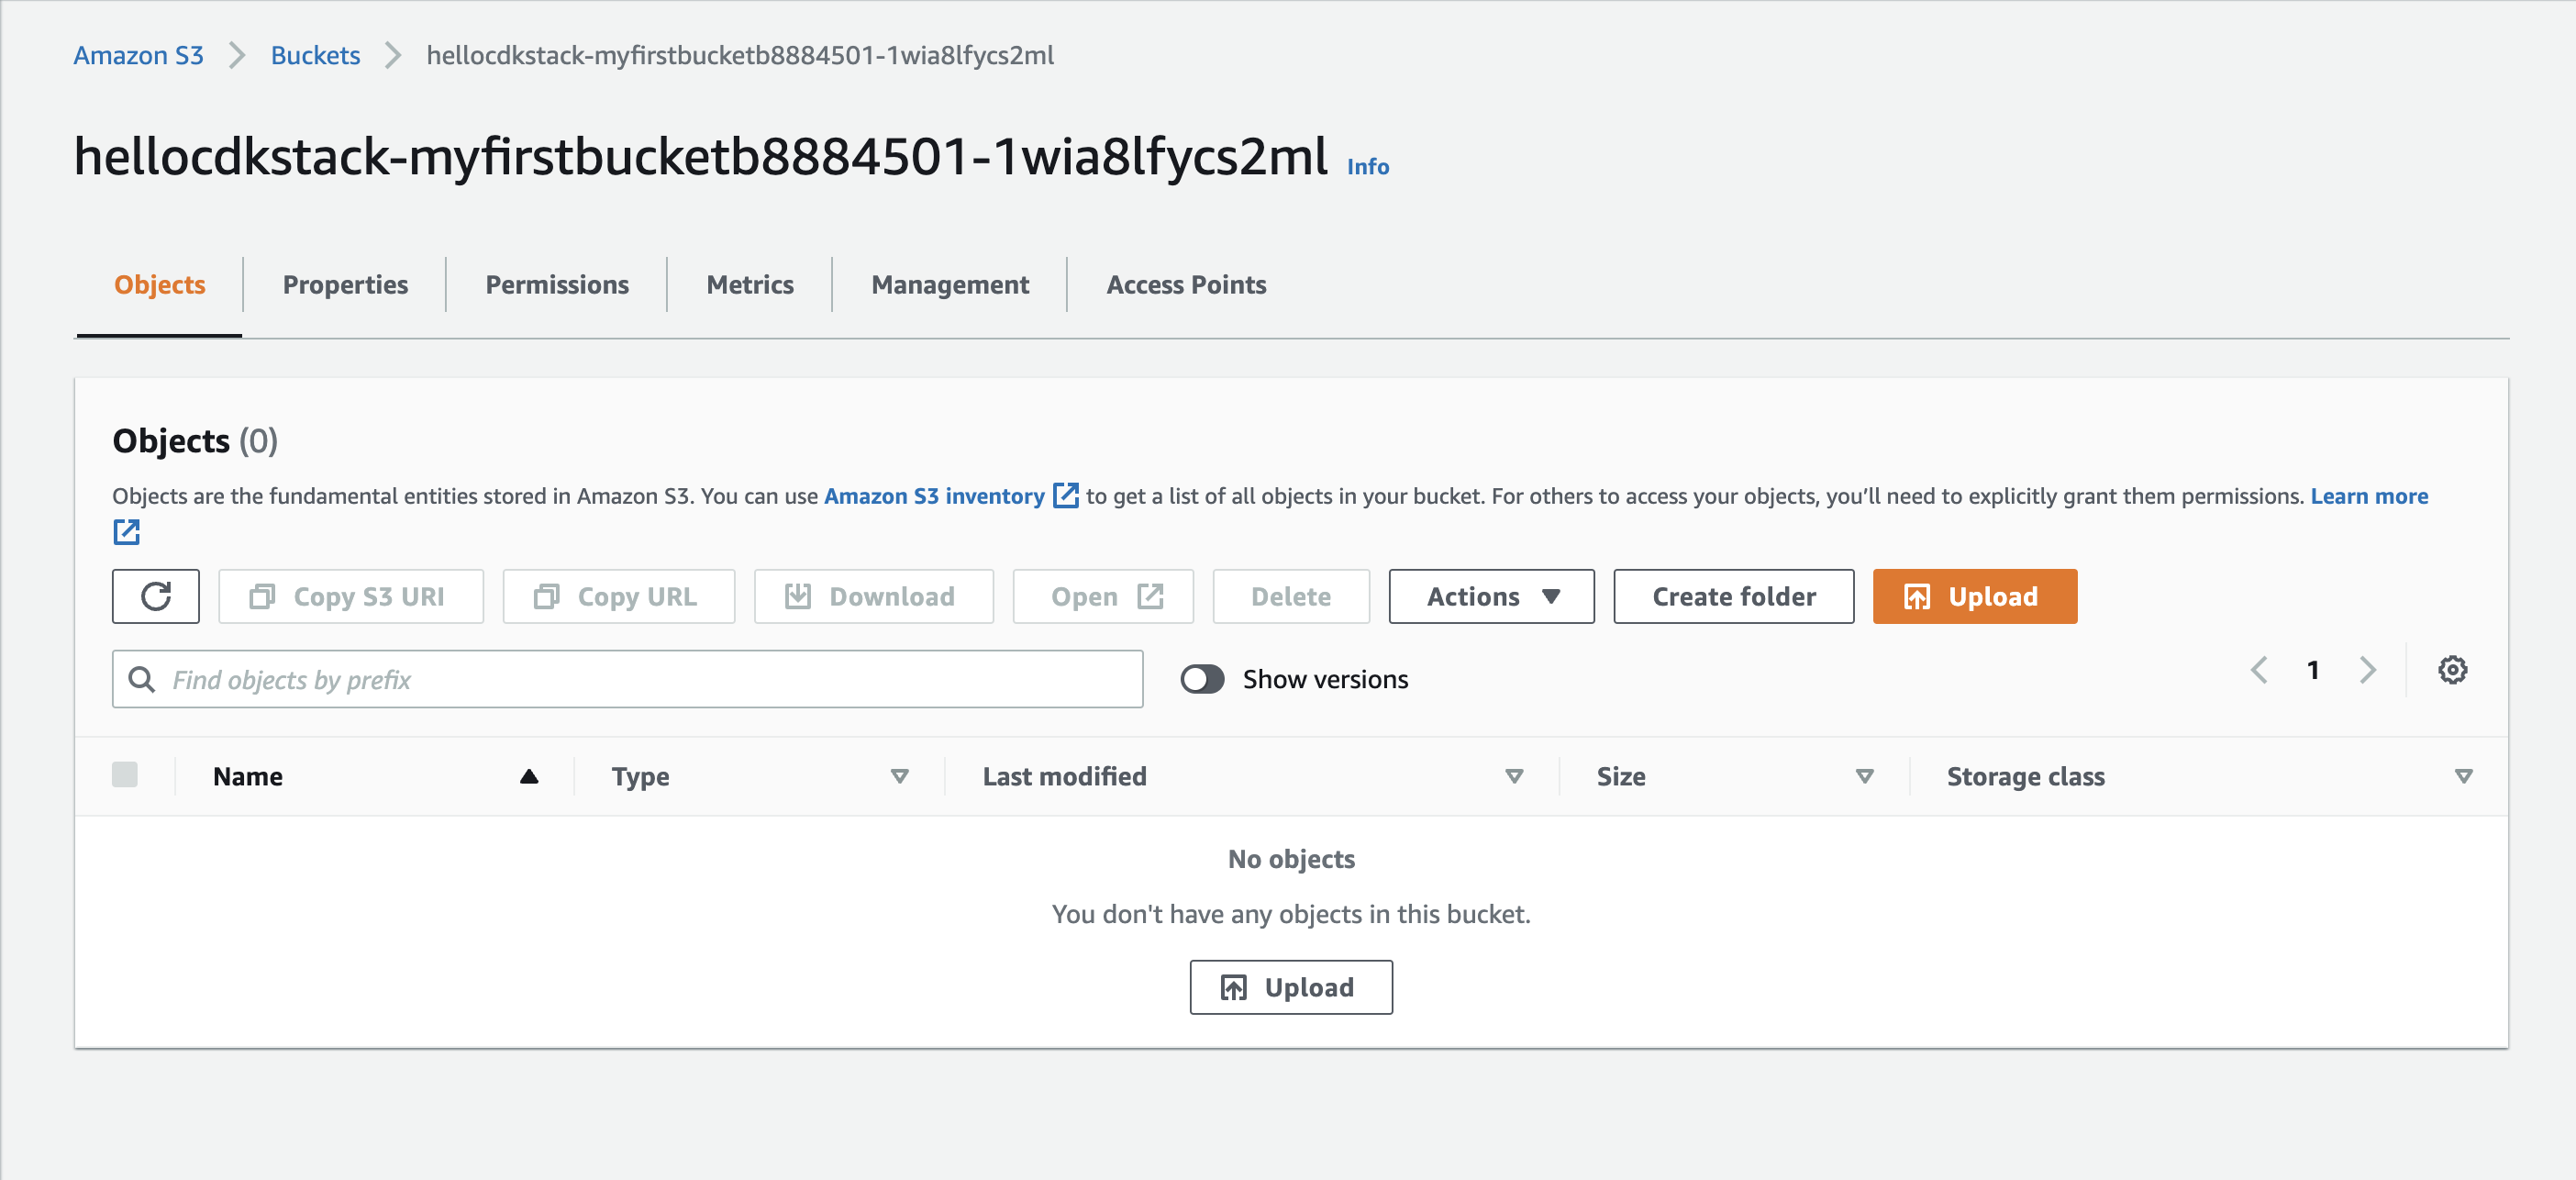 Amazon S3 Buckets hellocdkstack-myfirstbucketb8884501-1wia8lfycs2ml
hellocdkstack-myfirstbucketb8884501-1wia8lfycs2ml Info
Objects Properties Permissions Metrics Management Access Points
Objects (0)
Objects are the fundamental entities stored in Amazon S3. You can use Amazon S3 inventory to get a list of all objects in your bucket. For others to access your objects, you’ll need to explicitly grant them permissions. Learn more
Copy S3 URI Copy URL Download Open Delete Actions Create folder Upload
Find objects by prefix Show versions 1
Name Type Last modified Size Storage class
No objects
You don't have any objects in this bucket.
Upload